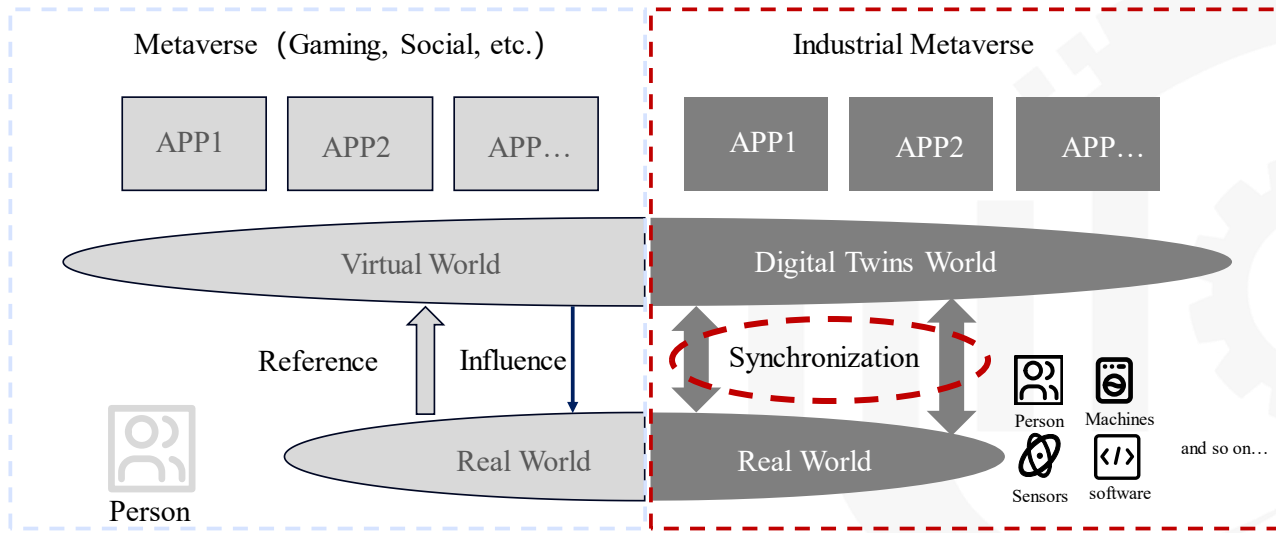 Metaverse（Gaming, Social, etc.)
APP1
APP2
APP…
Virtual World
Reference
Influence
Real World
Person
Industrial Metaverse
APP1
APP2
APP…
Digital Twins World
Synchronization
Real World
Person
Machines
Sensors
</>
software
and so on…